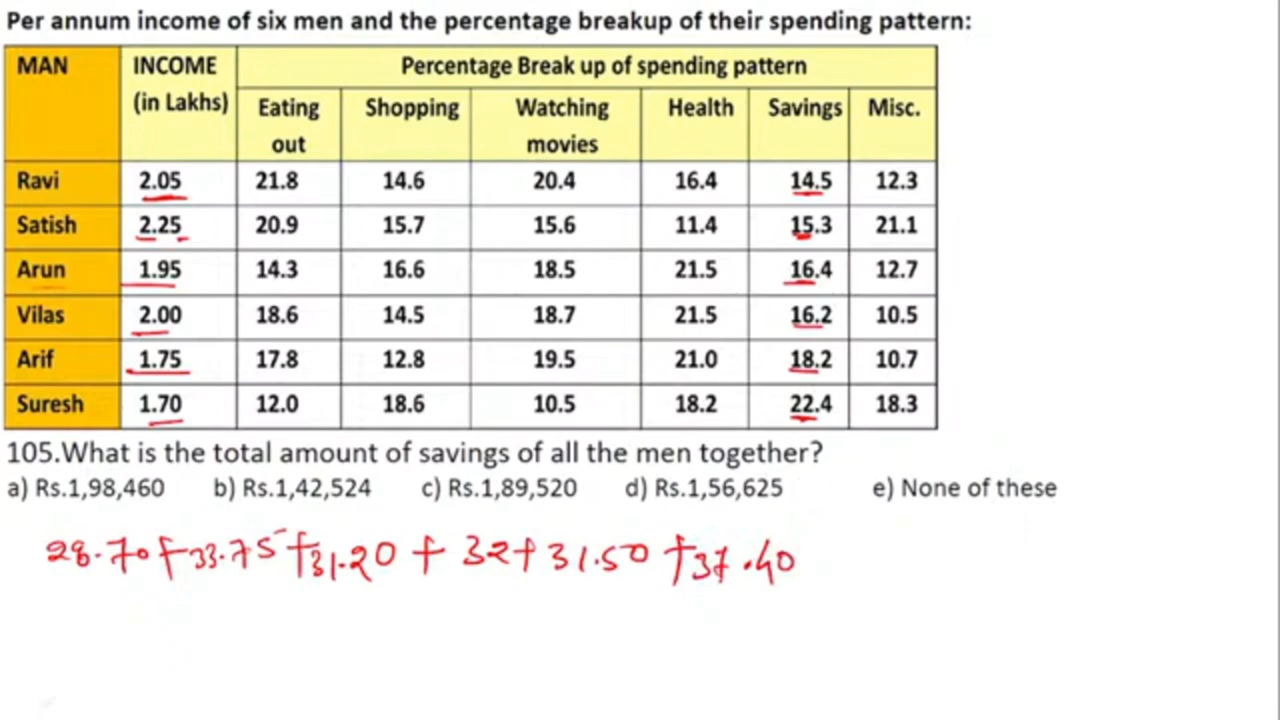 Per annum income of six men and the percentage breakup of their spending pattern:
MAN INCOME (in Lakhs) Percentage Break up of spending pattern
Eating out Shopping Watching movies Health Savings Misc.
Ravi 2.05 21.8 14.6 20.4 16.4 14.5 12.3
Satish 2.25 20.9 15.7 15.6 11.4 15.3 21.1
Arun 1.95 14.3 16.6 18.5 21.5 16.4 12.7
Vilas 2.00 18.6 14.5 18.7 21.5 16.2 10.5
Arif 1.75 17.8 12.8 19.5 21.0 18.2 10.7
Suresh 1.70 12.0 18.6 10.5 18.2 22.4 18.3
105.What is the total amount of savings of all the men together?
a) Rs.1,98,460 b) Rs.1,42,524 c) Rs.1,89,520 d) Rs.1,56,625 e) None of these
28.70+33.75+31.20+32+31.50+37.40